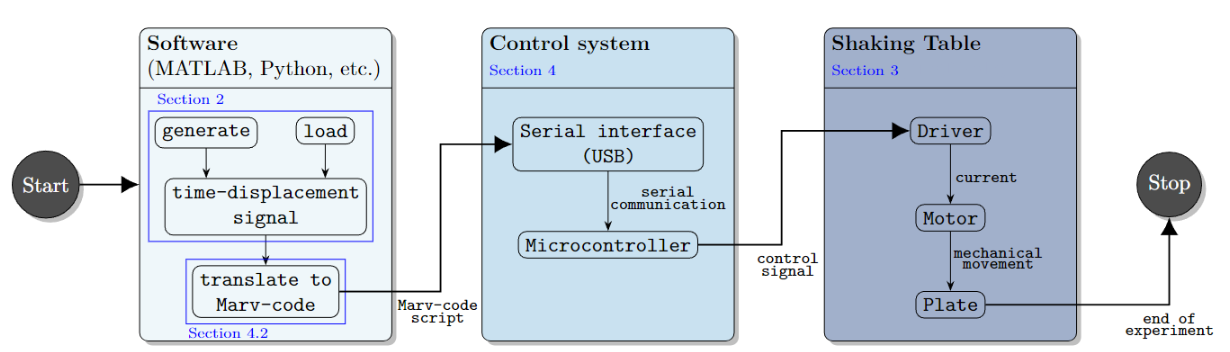 Start
Software
(MATLAB, Python, etc.)
Section 2
generate
load
time-displacement
signal
translate to
Marv-code
Section 4.2
Marv-code
script
Control system
Section 4
Serial interface
(USB)
serial
communication
Microcontroller
control
signal
Shaking Table
Section 3
Driver
current
Motor
mechanical
movement
Plate
Stop
end of
experiment